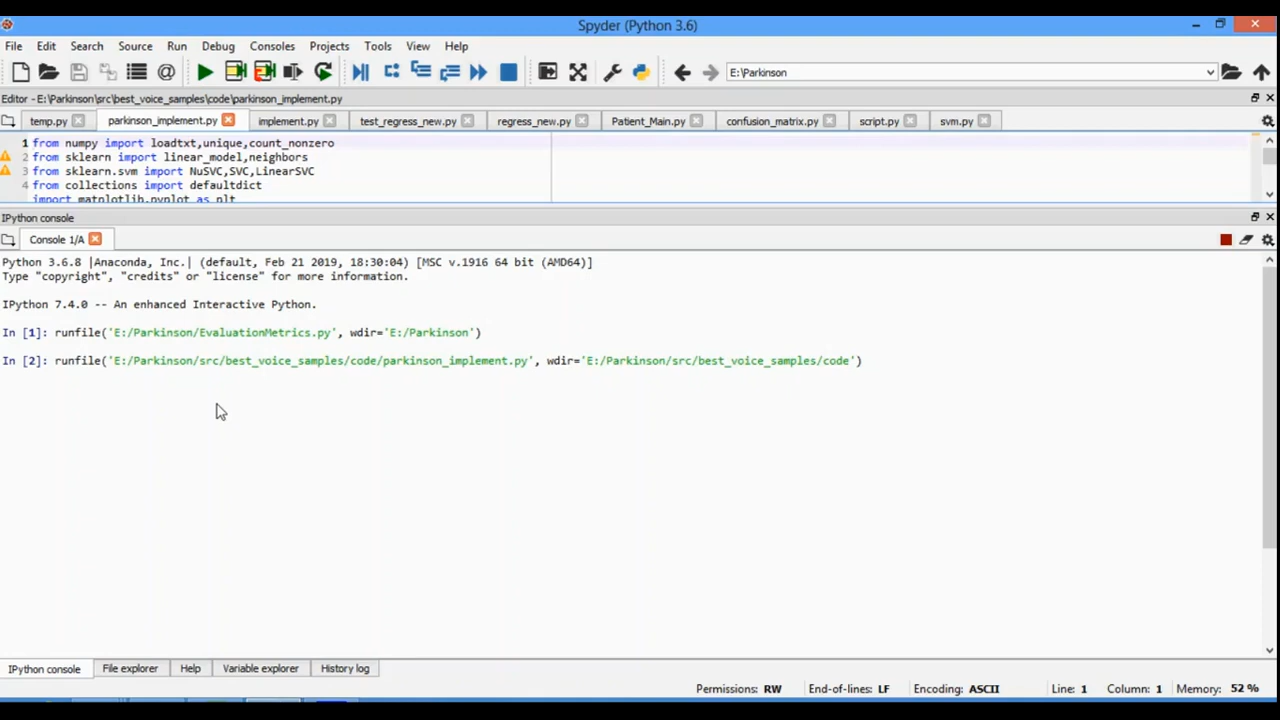 Spyder (Python 3.6)
File Edit Search Source Run Debug Consoles Projects Tools View Help
E:\Parkinson
Editor - E:\Parkinson\src\best_voice_samples\code\parkinson_implement.py
temp.py parkinson_implement.py implement.py test_regress_new.py regress_new.py Patient_Main.py confusion_matrix.py script.py svm.py
1 from numpy import loadtxt,unique,count_nonzero
2 from sklearn import linear_model,neighbors
3 from sklearn.svm import NuSVC,SVC,LinearSVC
4 from collections import defaultdict
import matplotlib.pyplot as plt
IPython console
Console 1/A
Python 3.6.8 |Anaconda, Inc.| (default, Feb 21 2019, 18:30:04) [MSC v.1916 64 bit (AMD64)]
Type "copyright", "credits" or "license" for more information.
IPython 7.4.0 -- An enhanced Interactive Python.
In [1]: runfile('E:/Parkinson/EvaluationMetrics.py', wdir='E:/Parkinson')
In [2]: runfile('E:/Parkinson/src/best_voice_samples/code/parkinson_implement.py', wdir='E:/Parkinson/src/best_voice_samples/code')
IPython console File explorer Help Variable explorer History log
Permissions: RW End-of-lines: LF Encoding: ASCII Line: 1 Column: 1 Memory: 52 %